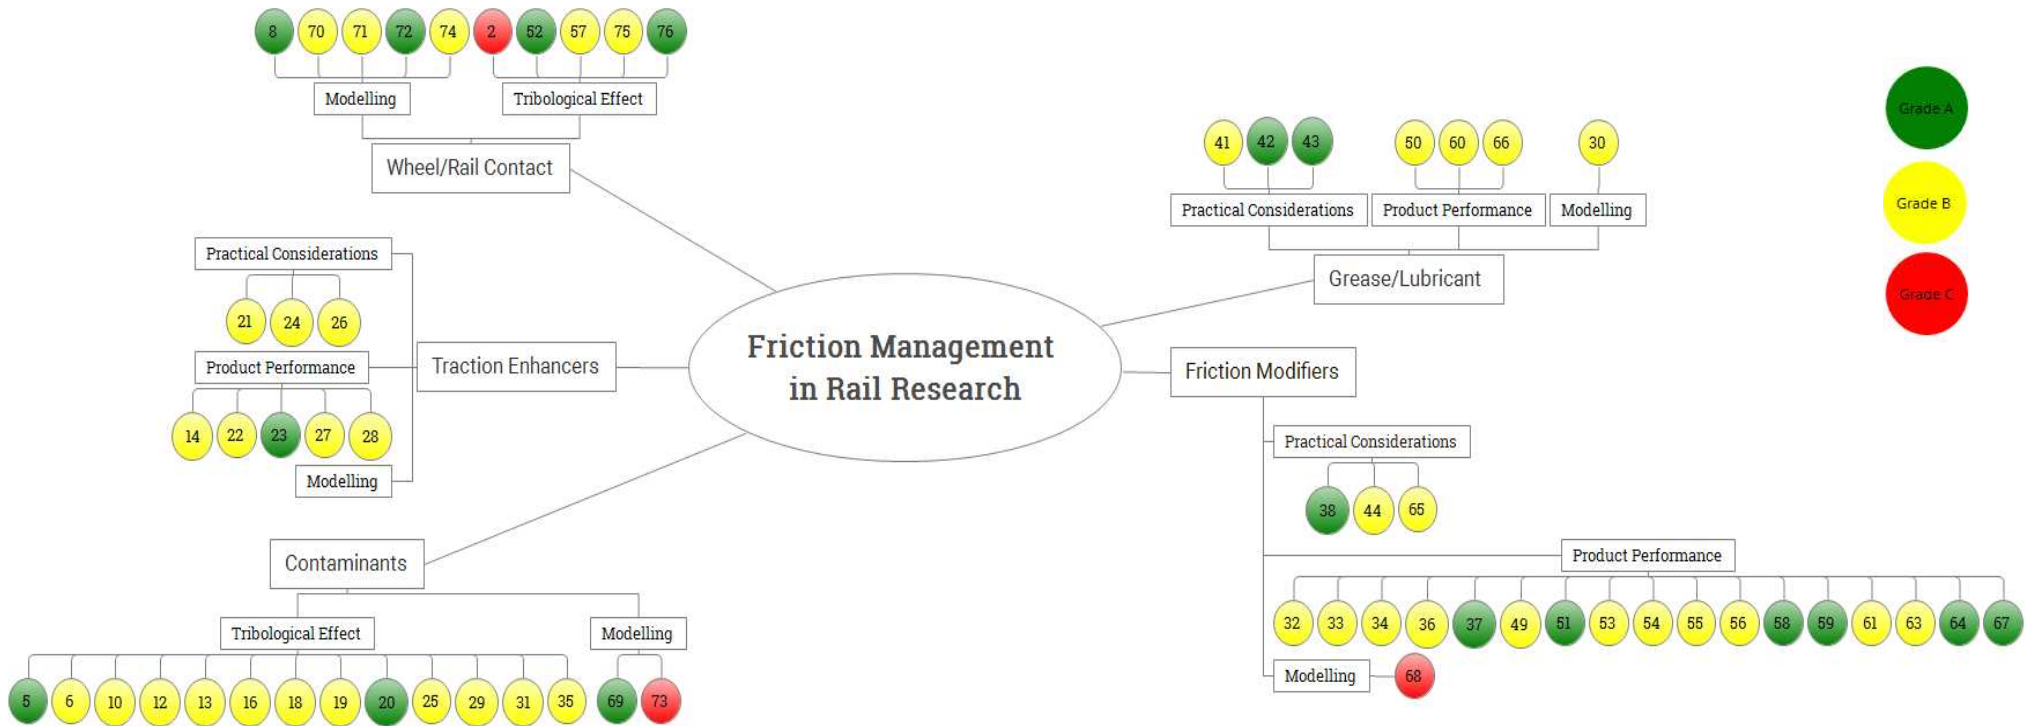 8 70 71 72 74 2 52 57 75 76
Modelling
Tribological Effect
Wheel/Rail Contact
Practical Considerations
21 24 26
Product Performance
Traction Enhancers
14 22 23 27 28
Modelling
Contaminants
Tribological Effect
Modelling
5 6 10 12 13 16 18 19 20 25 29 31 35
69 73
Friction Management
in Rail Research
41 42 43
50 60 66
30
Practical Considerations
Product Performance
Modelling
Grease/Lubricant
Friction Modifiers
Practical Considerations
38 44 65
Product Performance
32 33 34 36 37 49 51 53 54 55 56 58 59 61 63 64 67
Modelling
68
Grade A
Grade B
Grade C